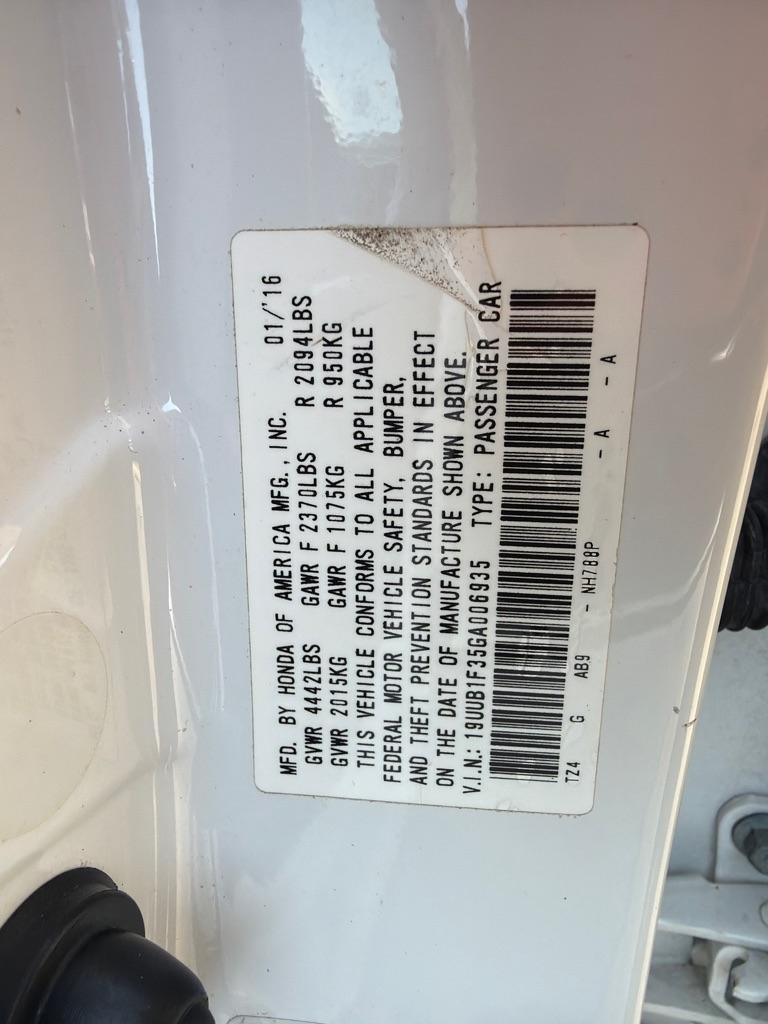 MFD. BY HONDA OF AMERICA MFG., INC. 01/'16
GVWR 4442LBS GAWR F 2370LBS R 2094LBS
GVWR 2015KG GAWR F 1075KG R 950KG
THIS VEHICLE CONFORMS TO ALL APPLICABLE
FEDERAL MOTOR VEHICLE SAFETY, BUMPER,
AND THEFT PREVENTION STANDARDS IN EFFECT
ON THE DATE OF MANUFACTURE SHOWN ABOVE.
V.I.N.: 19UUB1F35GA006935 TYPE: PASSENGER CAR
TZ4 G AB9 - NH788P - A - A